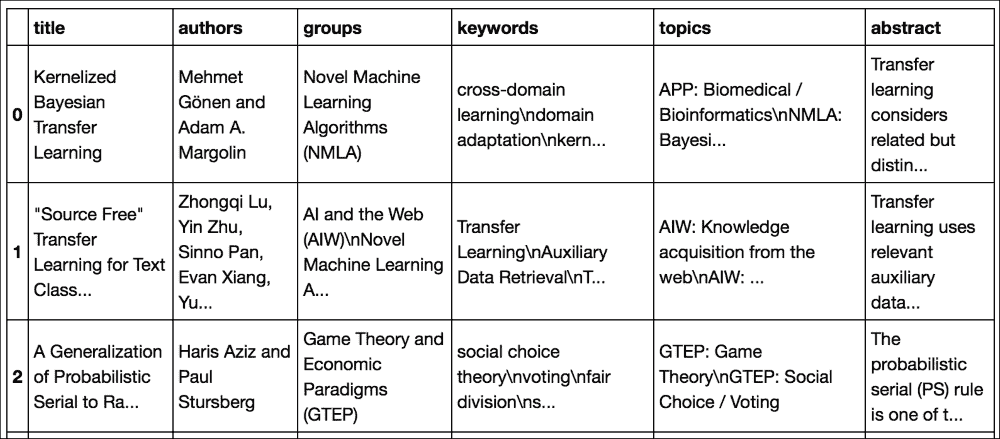 title authors groups keywords topics abstract
0
Kernelized
Bayesian
Transfer
Learning
Mehmet
Gönen and
Adam A.
Margolin
Novel Machine
Learning
Algorithms
(NMLA)
cross-domain
learning\ndomain
adaptation\nkern...
APP: Biomedical /
Bioinformatics\nNMLA:
Bayesi...
Transfer
learning
considers
related but
distin...
1
"Source Free"
Transfer
Learning for Text
Class...
Zhongqi Lu,
Yin Zhu,
Sinno Pan,
Evan Xiang,
Yu...
AI and the Web
(AIW)\nNovel
Machine Learning
A...
Transfer
Learning\nAuxiliary
Data Retrieval\nT...
AIW: Knowledge
acquisition from the
web\nAIW: ...
Transfer
learning uses
relevant
auxiliary
data...
2
A Generalization
of Probabilistic
Serial to Ra...
Haris Aziz and
Paul
Stursberg
Game Theory and
Economic
Paradigms
(GTEP)
social choice
theory\nvoting\nfair
division\ns...
GTEP: Game
Theory\nGTEP: Social
Choice / Voting
The
probabilistic
serial (PS) rule
is one of t...